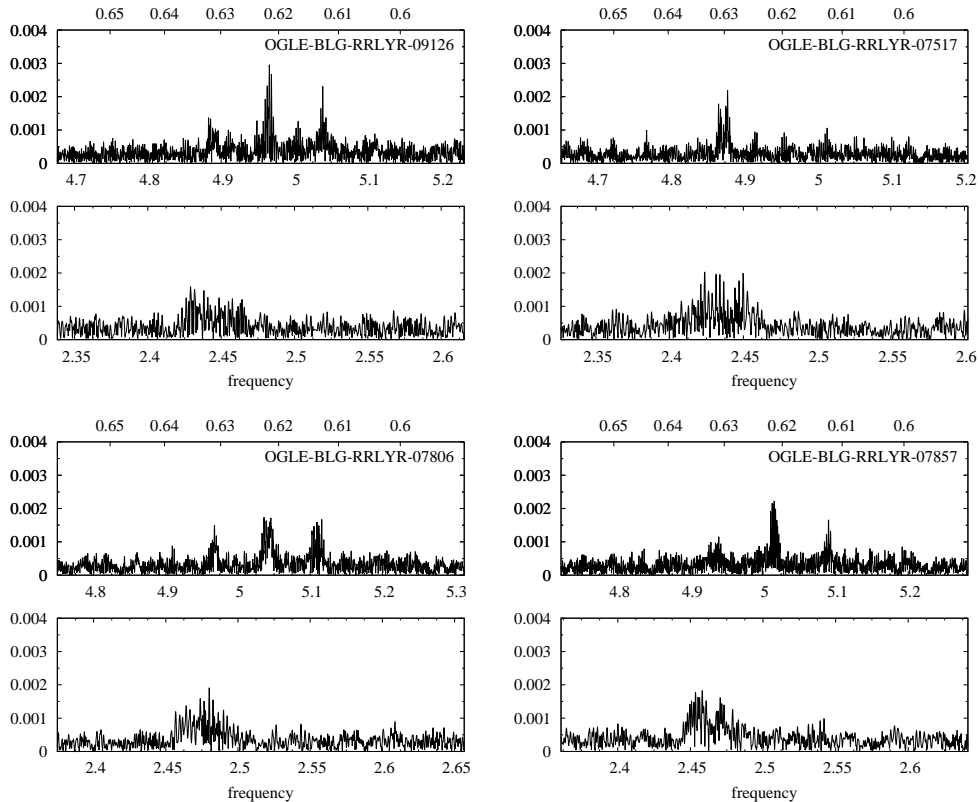 0.65 0.64 0.63 0.62 0.61 0.6
OGLE-BLG-RRLYR-09126
0.004
0.003
0.002
0.001
0
4.7 4.8 4.9 5 5.1 5.2
0.004
0.003
0.002
0.001
0
2.35 2.4 2.45 2.5 2.55 2.6
frequency
0.65 0.64 0.63 0.62 0.61 0.6
OGLE-BLG-RRLYR-07517
0.004
0.003
0.002
0.001
0
4.7 4.8 4.9 5 5.1 5.2
0.004
0.003
0.002
0.001
0
2.35 2.4 2.45 2.5 2.55 2.6
frequency
0.65 0.64 0.63 0.62 0.61 0.6
OGLE-BLG-RRLYR-07806
0.004
0.003
0.002
0.001
0
4.8 4.9 5 5.1 5.2 5.3
0.004
0.003
0.002
0.001
0
2.4 2.45 2.5 2.55 2.6 2.65
frequency
0.65 0.64 0.63 0.62 0.61 0.6
OGLE-BLG-RRLYR-07857
0.004
0.003
0.002
0.001
0
4.8 4.9 5 5.1 5.2
0.004
0.003
0.002
0.001
0
2.4 2.45 2.5 2.55 2.6
frequency